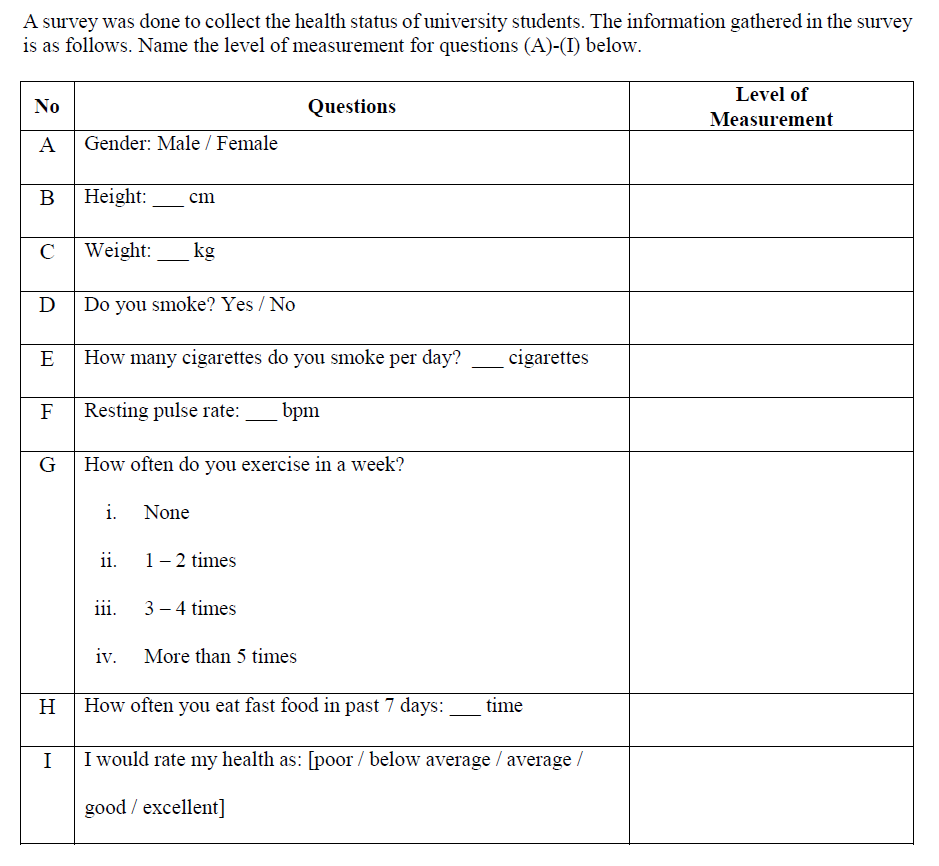 A survey was done to collect the health status of university students. The information gathered in the survey
is as follows. Name the level of measurement for questions (A)-(I) below.
No
Questions
Level of
Measurement
A
Gender: Male / Female
B
Height: ___ cm
C
Weight: ___ kg
D
Do you smoke? Yes / No
E
How many cigarettes do you smoke per day? ___ cigarettes
F
Resting pulse rate: ___ bpm
G
How often do you exercise in a week?
i. None
ii. 1 – 2 times
iii. 3 – 4 times
iv. More than 5 times
H
How often you eat fast food in past 7 days: ___ time
I
I would rate my health as: [poor / below average / average /
good / excellent]